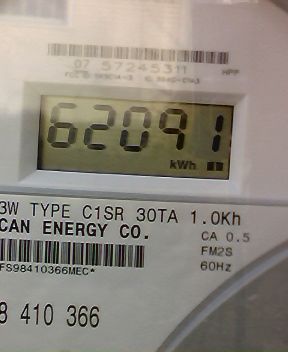 07 57245311
HPF
62091
kWh
3W TYPE C1SR 30TA 1.0Kh
CAN ENERGY CO.
CA 0.5
FM2S
60Hz
FS98410366MEC*
8 410 366